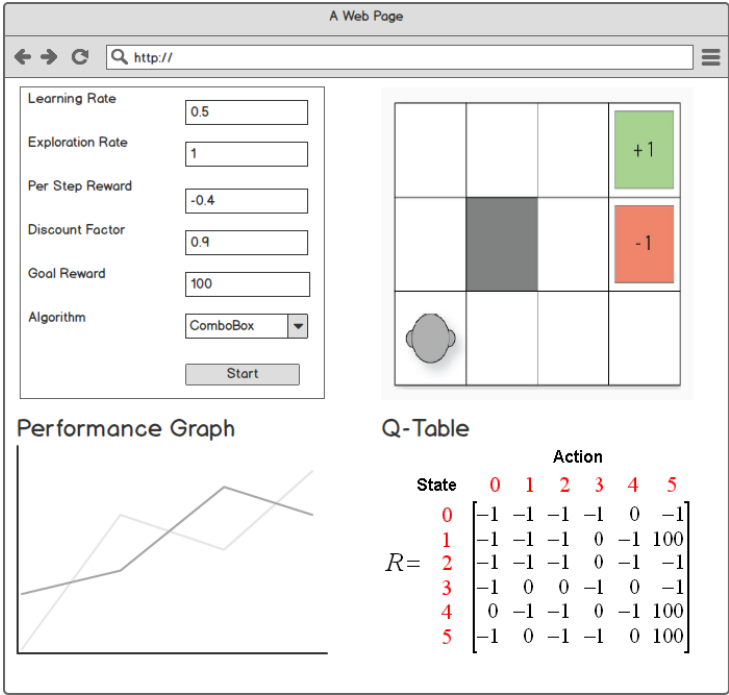 A Web Page
http://
Learning Rate
0.5
Exploration Rate
1
Per Step Reward
-0.4
Discount Factor
0.9
Goal Reward
100
Algorithm
ComboBox
Start
+1
-1
Performance Graph
Q-Table
Action
State 0 1 2 3 4 5
0 −1 −1 −1 −1 0 −1
1 −1 −1 −1 0 −1 100
R= 2 −1 −1 −1 0 −1 −1
3 −1 0 0 −1 0 −1
4 0 −1 −1 0 −1 100
5 −1 0 −1 −1 0 100